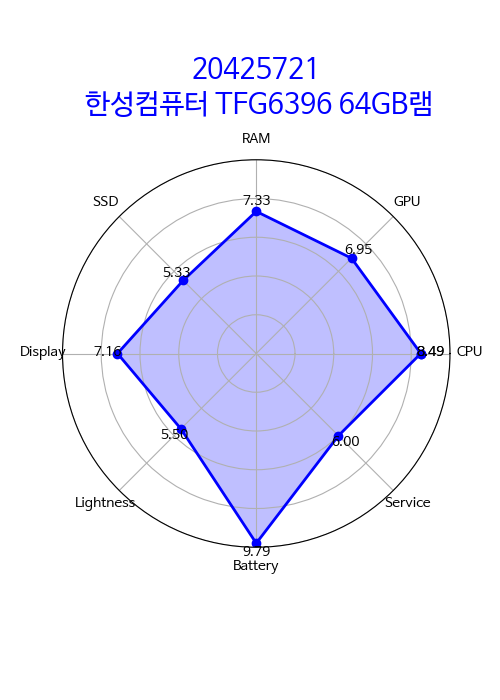 20425721
한성컴퓨터 TFG6396 64GB램
RAM
SSD
GPU
7.33
6.95
5.33
Display
7.16
8.49
CPU
5.50
6.00
Lightness
Service
9.79
Battery